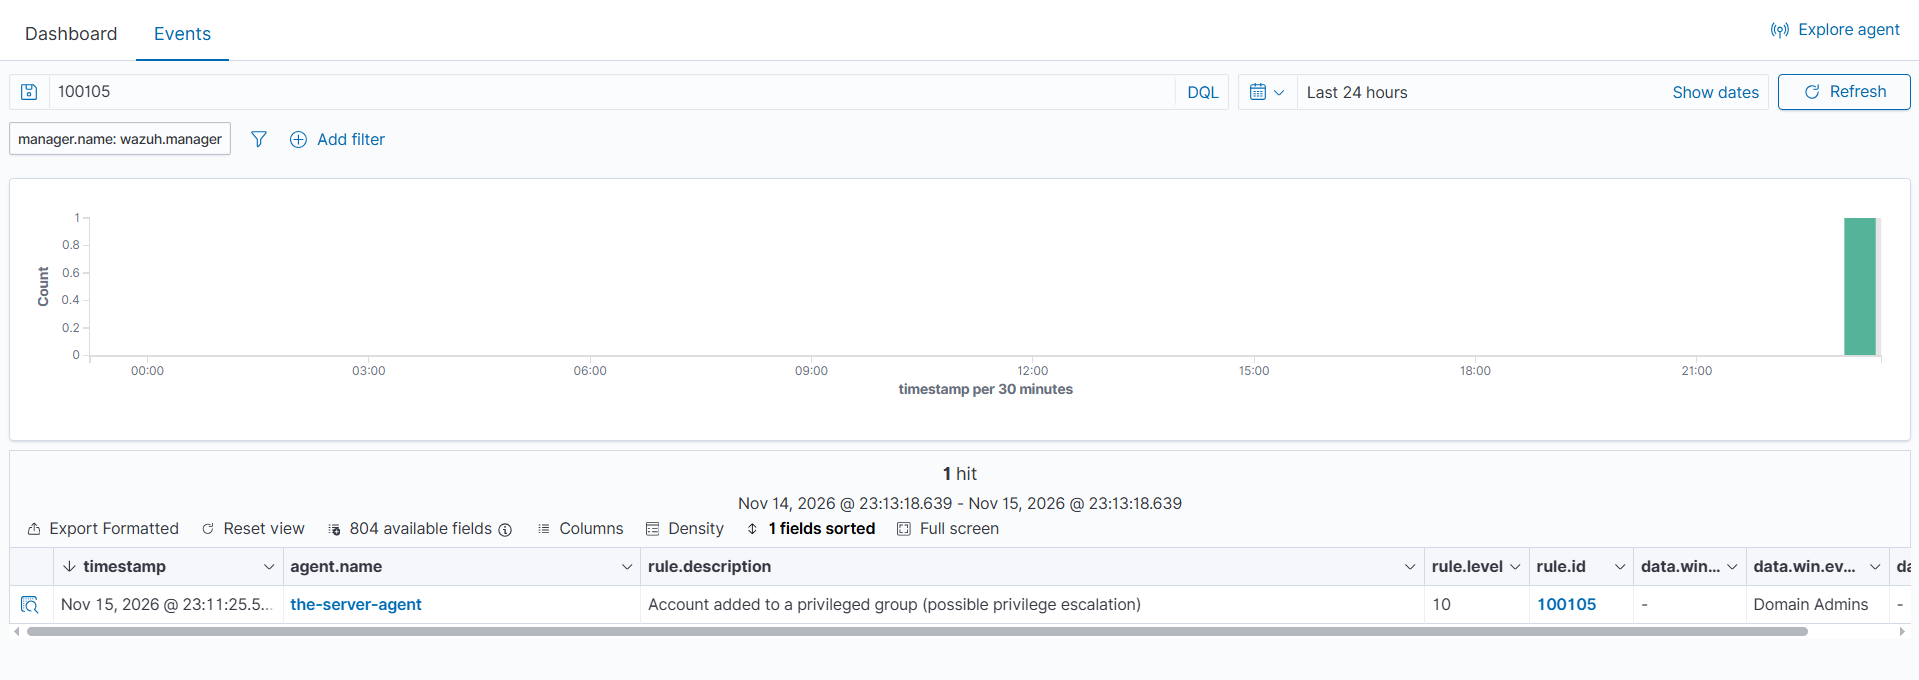 Dashboard Events Explore agent
100105 DQL Last 24 hours Show dates Refresh
manager.name: wazuh.manager Add filter
1
0.8
0.6
0.4
0.2
0
Count
00:00 03:00 06:00 09:00 12:00 15:00 18:00 21:00
timestamp per 30 minutes
1 hit
Nov 14, 2026 @ 23:13:18.639 - Nov 15, 2026 @ 23:13:18.639
Export Formatted Reset view 804 available fields Columns Density 1 fields sorted Full screen
timestamp agent.name rule.description rule.level rule.id data.win... data.win.ev... da
Nov 15, 2026 @ 23:11:25.5... the-server-agent Account added to a privileged group (possible privilege escalation) 10 100105 - Domain Admins -